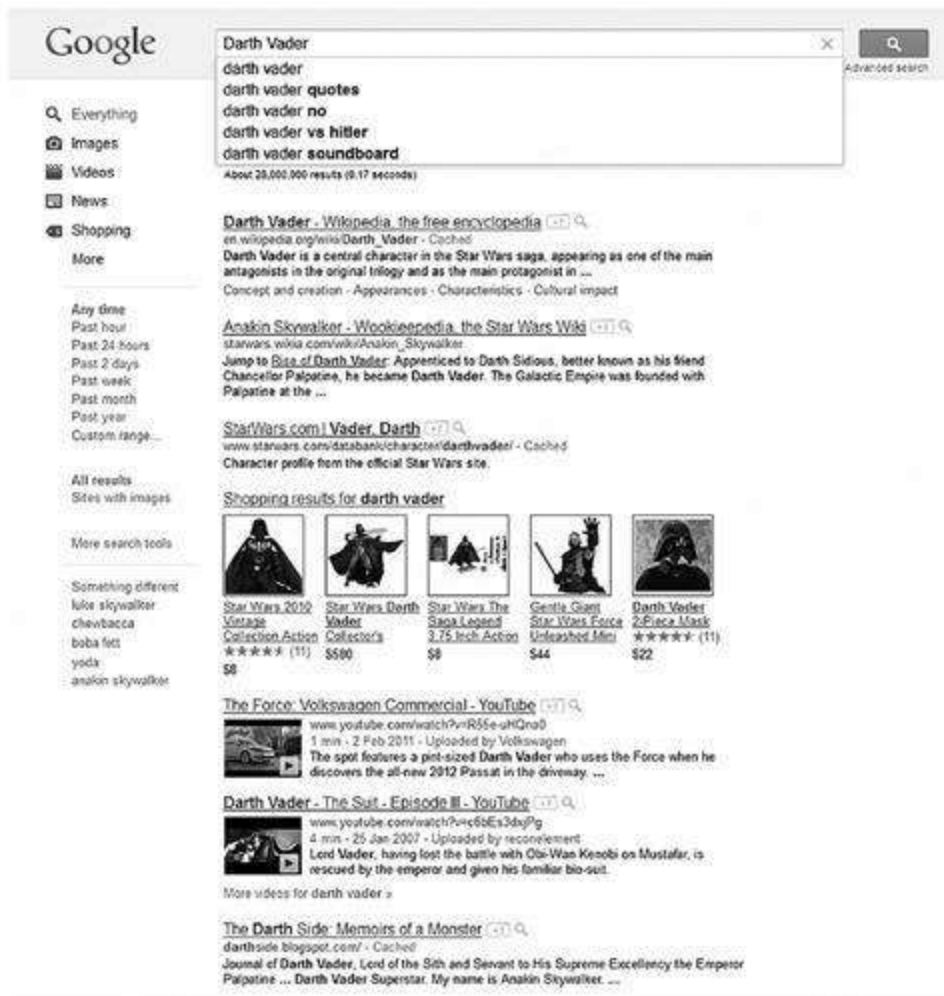 Google
Darth Vader
Advanced search
darth vader
darth vader quotes
darth vader no
darth vader vs hitler
darth vader soundboard
About 28,000,000 results (0.17 seconds)
Everything
Images
Videos
News
Shopping
More
Any time
Past hour
Past 24 hours
Past 2 days
Past week
Past month
Past year
Custom range...
All results
Sites with images
More search tools
Something different
luke skywalker
chewbacca
boba fett
yoda
anakin skywalker
Darth Vader - Wikipedia, the free encyclopedia +1
en.wikipedia.org/wiki/Darth_Vader - Cached
Darth Vader is a central character in the Star Wars saga, appearing as one of the main
antagonists in the original trilogy and as the main protagonist in ...
Concept and creation - Appearances - Characteristics - Cultural impact
Anakin Skywalker - Wookieepedia, the Star Wars Wiki +1
starwars.wikia.com/wiki/Anakin_Skywalker
Jump to Rise of Darth Vader: Apprenticed to Darth Sidious, better known as his friend
Chancellor Palpatine, he became Darth Vader. The Galactic Empire was founded with
Palpatine at the ...
StarWars.com | Vader, Darth +1
www.starwars.com/databank/character/darthvader/ - Cached
Character profile from the official Star Wars site.
Shopping results for darth vader
Star Wars 2010
Vintage
Collection Action
(11)
$8
Star Wars Darth
Vader
Collector's
$580
Star Wars The
Saga Legend
3.75 Inch Action
$8
Gentle Giant
Star Wars Force
Unleashed Mini
$44
Darth Vader
2-Piece Mask
(11)
$22
The Force: Volkswagen Commercial - YouTube +1
www.youtube.com/watch?v=R55e-uHQna0
1 min - 2 Feb 2011 - Uploaded by Volkswagen
The spot features a pint-sized Darth Vader who uses the Force when he
discovers the all-new 2012 Passat in the driveway. ...
Darth Vader - The Suit - Episode III - YouTube +1
4 min - 25 Jan 2007 - Uploaded by reconelement
Lord Vader, having lost the battle with Obi-Wan Kenobi on Mustafar, is
rescued by the emperor and given his familiar bio-suit.
More videos for darth vader »
The Darth Side: Memoirs of a Monster +1
darthside.blogspot.com/ - Cached
Journal of Darth Vader, Lord of the Sith and Servant to His Supreme Excellency the Emperor
Palpatine ... Darth Vader Superstar. My name is Anakin Skywalker. ...